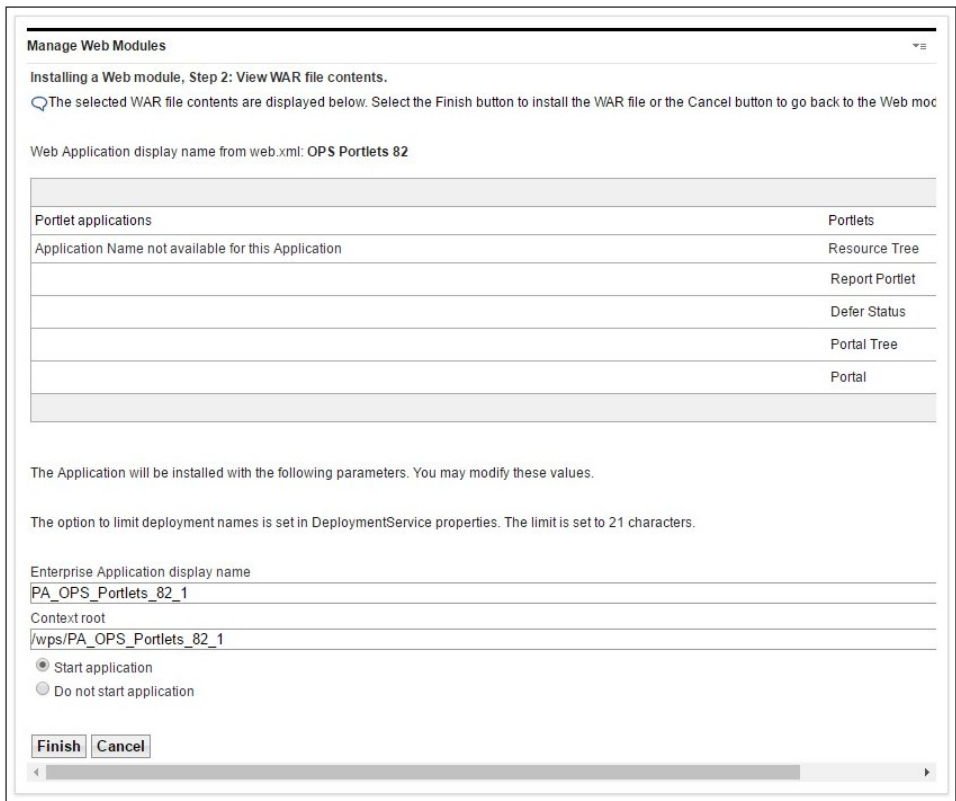 Manage Web Modules
Installing a Web module, Step 2: View WAR file contents.
The selected WAR file contents are displayed below. Select the Finish button to install the WAR file or the Cancel button to go back to the Web mod
Web Application display name from web.xml: OPS Portlets 82
Portlet applications Portlets
Application Name not available for this Application Resource Tree
Report Portlet
Defer Status
Portal Tree
Portal
The Application will be installed with the following parameters. You may modify these values.
The option to limit deployment names is set in DeploymentService properties. The limit is set to 21 characters.
Enterprise Application display name
PA_OPS_Portlets_82_1
Context root
/wps/PA_OPS_Portlets_82_1
Start application
Do not start application
Finish Cancel